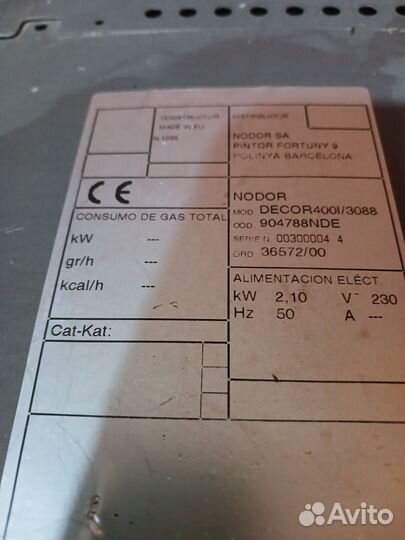 CONSTRUCTOR
MADE IN EU
N.1025
DISTRIBUIDOR
NODOR SA
PINTOR FORTUNY 9
POLINYA BARCELONA
CE
CONSUMO DE GAS TOTAL
kW ---
gr/h ---
kcal/h ---
Cat-Kat:
NODOR
MOD DECOR400I/3088
COD. 904788NDE
SERIE N 00300004 4
ORD 36572/00
ALIMENTACION ELÉCT.
kW 2,10 V~ 230
Hz 50 A ---
Avito